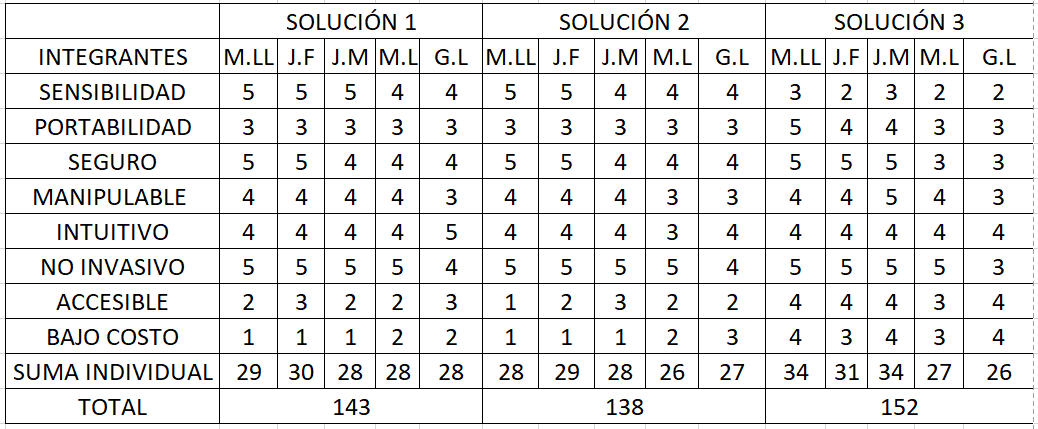 SOLUCIÓN 1 SOLUCIÓN 2 SOLUCIÓN 3
INTEGRANTES M.LL J.F J.M M.L G.L M.LL J.F J.M M.L G.L M.LL J.F J.M M.L G.L
SENSIBILIDAD 5 5 5 4 4 5 5 4 4 4 3 2 3 2 2
PORTABILIDAD 3 3 3 3 3 3 3 3 3 3 5 4 4 3 3
SEGURO 5 5 4 4 4 5 5 4 4 4 5 5 5 3 3
MANIPULABLE 4 4 4 4 3 4 4 4 3 3 4 4 5 4 3
INTUITIVO 4 4 4 4 5 4 4 4 3 4 4 4 4 4 4
NO INVASIVO 5 5 5 5 4 5 5 5 5 4 5 5 5 5 3
ACCESIBLE 2 3 2 2 3 1 2 3 2 2 4 4 4 3 4
BAJO COSTO 1 1 1 2 2 1 1 1 2 3 4 3 4 3 4
SUMA INDIVIDUAL 29 30 28 28 28 28 29 28 26 27 34 31 34 27 26
TOTAL 143 138 152